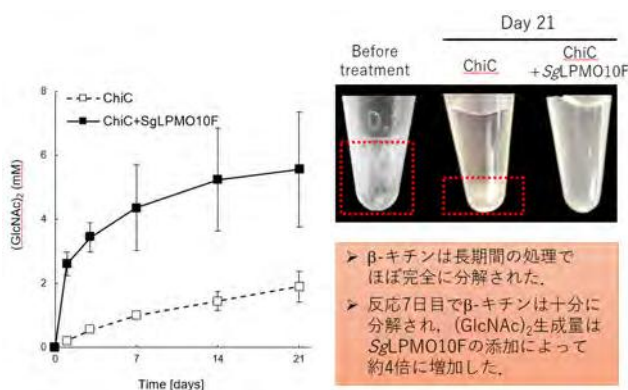 8
6
4
2
0
(GlcNAc)₂ (mM)
ChiC
ChiC+SgLPMO10F
0 7 14 21
Time [days]
Day 21
Before
treatment
ChiC
ChiC
+SgLPMO10F
➢ β-キチンは長期間の処理で
ほぼ完全に分解された.
➢ 反応7日目でβ-キチンは十分に
分解され, (GlcNAc)₂生成量は
SgLPMO10Fの添加によって
約4倍に増加した.